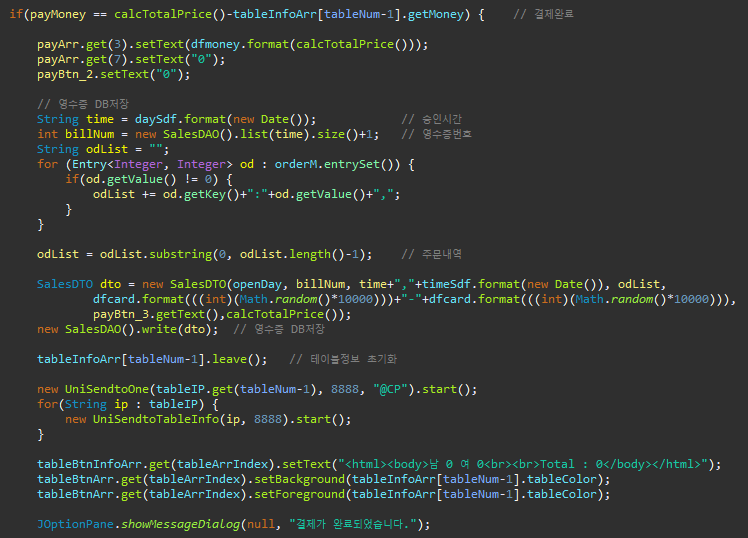 if(payMoney == calcTotalPrice()-tableInfoArr[tableNum-1].getMoney) {    // 결제완료
payArr.get(3).setText(dfmoney.format(calcTotalPrice()));
payArr.get(7).setText("0");
payBtn_2.setText("0");
// 영수증 DB저장
String time = daySdf.format(new Date());    // 승인시간
int billNum = new SalesDAO().list(time).size()+1;    // 영수증번호
String odList = "";
for (Entry<Integer, Integer> od : orderM.entrySet()) {
if(od.getValue() != 0) {
odList += od.getKey()+":"+od.getValue()+",";
}
}
odList = odList.substring(0, odList.length()-1);    // 주문내역
SalesDTO dto = new SalesDTO(openDay, billNum, time+","+timeSdf.format(new Date()), odList,
dfcard.format(((int)(Math.random()*10000)))+"-"+dfcard.format(((int)(Math.random()*10000))),
payBtn_3.getText(),calcTotalPrice());
new SalesDAO().write(dto);  // 영수증 DB저장
tableInfoArr[tableNum-1].leave();   // 테이블정보 초기화
new UniSendtoOne(tableIP.get(tableNum-1), 8888, "@CP").start();
for(String ip : tableIP) {
new UniSendtoTableInfo(ip, 8888).start();
}
tableBtnInfoArr.get(tableArrIndex).setText("<html><body>남 0 여 0<br><br>Total : 0</body></html>");
tableBtnArr.get(tableArrIndex).setBackground(tableInfoArr[tableNum-1].tableColor);
tableBtnArr.get(tableArrIndex).setForeground(tableInfoArr[tableNum-1].tableColor);
JOptionPane.showMessageDialog(null, "결제가 완료되었습니다.");